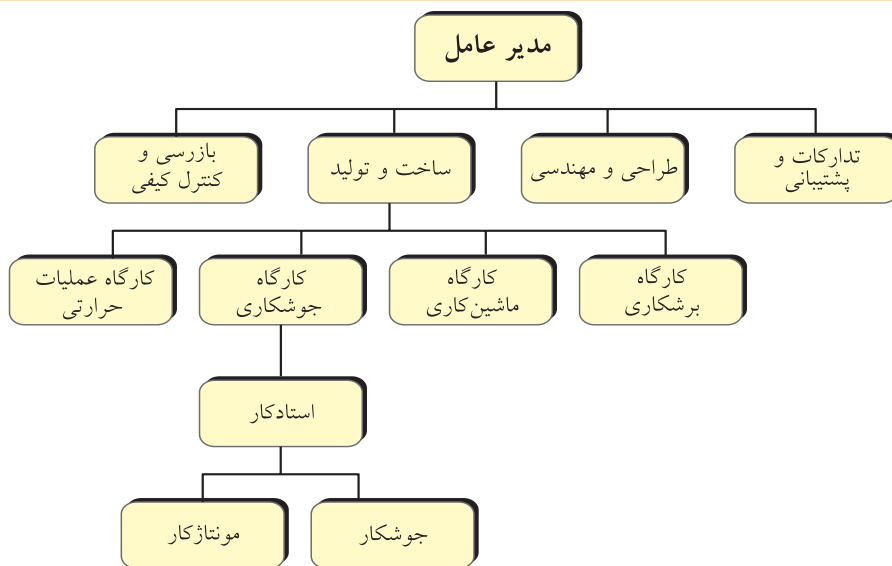 مدیر عامل
تدارکات و
پشتیبانی
طراحی و مهندسی
ساخت و تولید
بازرسی و
کنترل کیفی
کارگاه
برشکاری
کارگاه
ماشین‌کاری
کارگاه
جوشکاری
کارگاه عملیات
حرارتی
استادکار
جوشکار
مونتاژکار